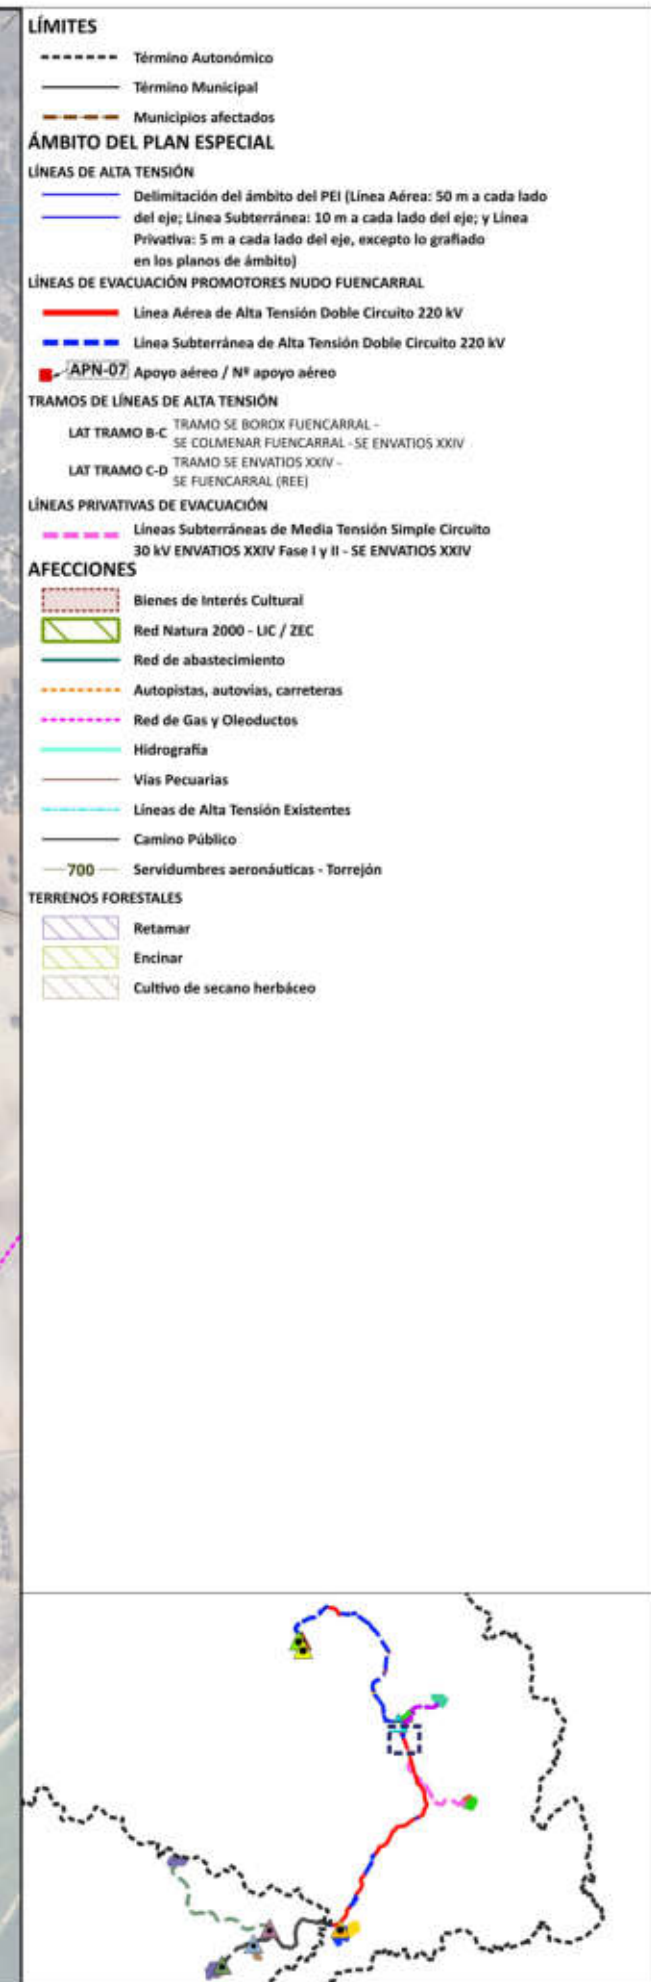 LÍMITES
Término Autonómico
Término Municipal
Municipios afectados
ÁMBITO DEL PLAN ESPECIAL
LÍNEAS DE ALTA TENSIÓN
Delimitación del ámbito del PEI (Línea Aérea: 50 m a cada lado
del eje; Línea Subterránea: 10 m a cada lado del eje; y Línea
Privativa: 5 m a cada lado del eje, excepto lo grafiado
en los planos de ámbito)
LÍNEAS DE EVACUACIÓN PROMOTORES NUDO FUENCARRAL
Línea Aérea de Alta Tensión Doble Circuito 220 kV
Línea Subterránea de Alta Tensión Doble Circuito 220 kV
APN-07 Apoyo aéreo / Nº apoyo aéreo
TRAMOS DE LÍNEAS DE ALTA TENSIÓN
LAT TRAMO B-C TRAMO SE BOROX FUENCARRAL -
SE COLMENAR FUENCARRAL - SE ENVATIOS XXIV
LAT TRAMO C-D TRAMO SE ENVATIOS XXIV -
SE FUENCARRAL (REE)
LÍNEAS PRIVATIVAS DE EVACUACIÓN
Líneas Subterráneas de Media Tensión Simple Circuito
30 kV ENVATIOS XXIV Fase I y II - SE ENVATIOS XXIV
AFECCIONES
Bienes de Interés Cultural
Red Natura 2000 - LIC / ZEC
Red de abastecimiento
Autopistas, autovías, carreteras
Red de Gas y Oleoductos
Hidrografía
Vías Pecuarias
Líneas de Alta Tensión Existentes
Camino Público
700 Servidumbres aeronáuticas - Torrejón
TERRENOS FORESTALES
Retamar
Encinar
Cultivo de secano herbáceo